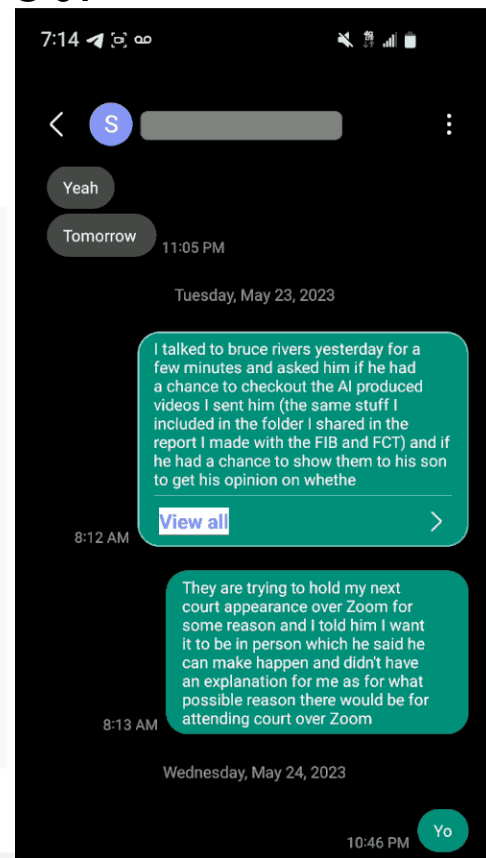 7:14
S
Yeah
Tomorrow
11:05 PM
Tuesday, May 23, 2023
I talked to bruce rivers yesterday for a
few minutes and asked him if he had
a chance to checkout the AI produced
videos I sent him (the same stuff I
included in the folder I shared in the
report I made with the FIB and FCT) and if
he had a chance to show them to his son
to get his opinion on whethe
View all
8:12 AM
They are trying to hold my next
court appearance over Zoom for
some reason and I told him I want
it to be in person which he said he
can make happen and didn't have
an explanation for me as for what
possible reason there would be for
attending court over Zoom
8:13 AM
Wednesday, May 24, 2023
Yo
10:46 PM